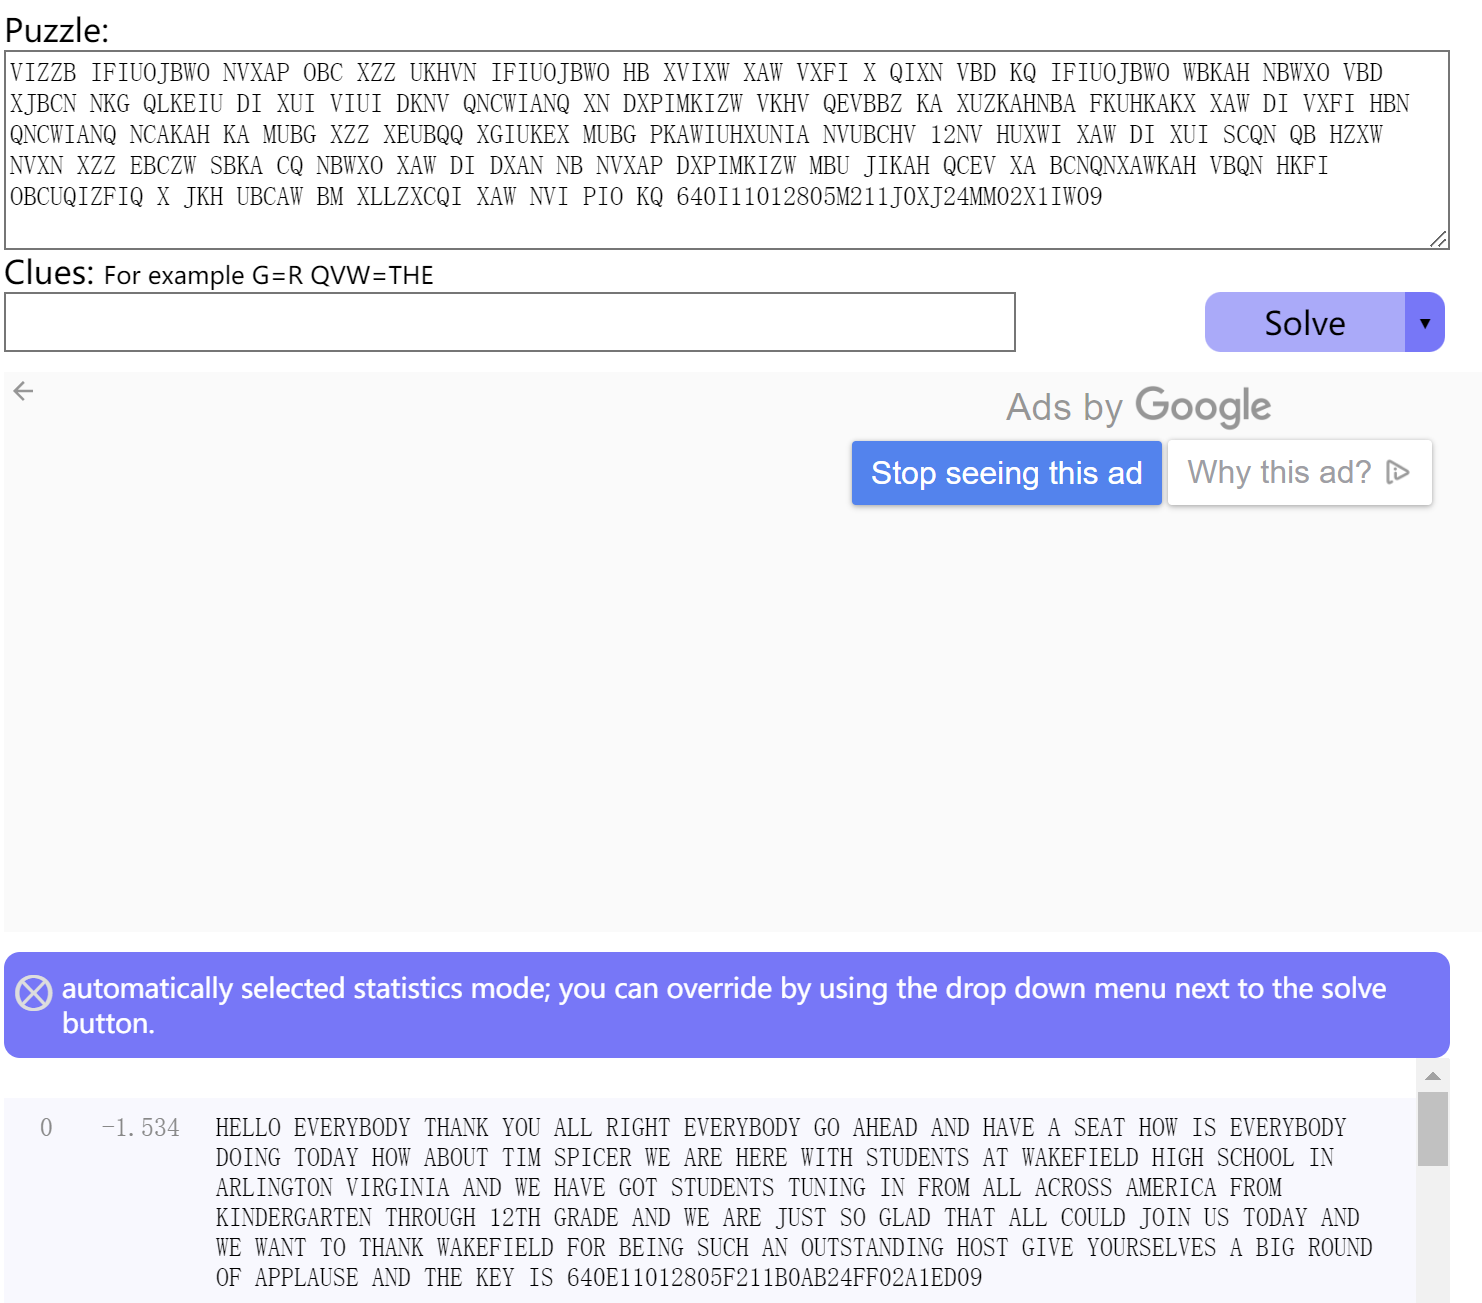 Puzzle:
VIZZB IFIUOJBWO NVXAP OBC XZZ UKHVN IFIUOJBWO HB XVIXW XAW VXFI X QIXN VBD KQ IFIUOJBWO WBKAH NBWXO VBD
XJBCN NKG QLKEIU DI XUI VIUI DKNV QNCWIANQ XN DXPIMKIZW VKHV QEVBBZ KA XUZKAHNBA FKUHKAKX XAW DI VXFI HBN
QNCWIANQ NCAKAH KA MUBG XZZ XEUBQQ XGIUKEX MUBG PKAWIUHXUNIA NVUBCHV 12NV HUXWI XAW DI XUI SCQN QB HZXW
NVXN XZZ EBCZW SBKA CQ NBWXO XAW DI DXAN NB NVXAP DXPIMKIZW MBU JIKAH QCEV XA BCNQNXAWKAH VBQN HKFI
OBCUQIZFIQ X JKH UBCAW BM XLLZXCQI XAW NVI PIO KQ 640I11012805M211J0XJ24MM02X1IW09
Clues: For example G=R QVW=THE
Solve ▼
Ads by Google
Stop seeing this ad Why this ad?
automatically selected statistics mode; you can override by using the drop down menu next to the solve
button.
0 -1.534 HELLO EVERYBODY THANK YOU ALL RIGHT EVERYBODY GO AHEAD AND HAVE A SEAT HOW IS EVERYBODY
DOING TODAY HOW ABOUT TIM SPICER WE ARE HERE WITH STUDENTS AT WAKEFIELD HIGH SCHOOL IN
ARLINGTON VIRGINIA AND WE HAVE GOT STUDENTS TUNING IN FROM ALL ACROSS AMERICA FROM
KINDERGARTEN THROUGH 12TH GRADE AND WE ARE JUST SO GLAD THAT ALL COULD JOIN US TODAY AND
WE WANT TO THANK WAKEFIELD FOR BEING SUCH AN OUTSTANDING HOST GIVE YOURSELVES A BIG ROUND
OF APPLAUSE AND THE KEY IS 640E11012805F211B0AB24FF02A1ED09